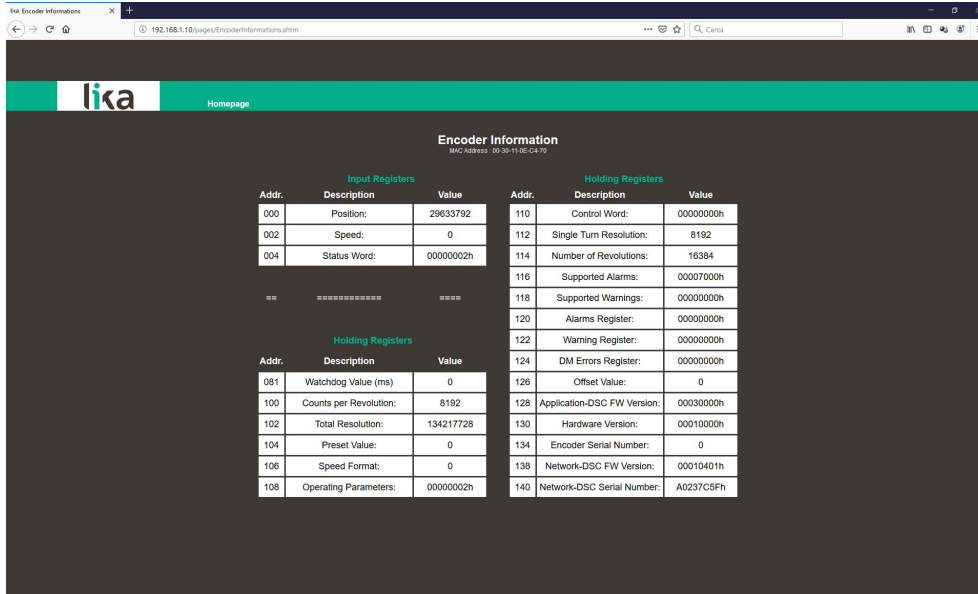 lika Encoder Informations
192.168.1.10/pages/EncoderInformations.shtm
Cerca
lika
Homepage
Encoder Information
MAC Address : 00-30-11-0E-C4-70
Input Registers
Addr. Description Value
000 Position: 29633792
002 Speed: 0
004 Status Word: 00000002h
== ============ ====
Holding Registers
Addr. Description Value
081 Watchdog Value (ms) 0
100 Counts per Revolution: 8192
102 Total Resolution: 134217728
104 Preset Value: 0
106 Speed Format: 0
108 Operating Parameters: 00000002h
Holding Registers
Addr. Description Value
110 Control Word: 00000000h
112 Single Turn Resolution: 8192
114 Number of Revolutions: 16384
116 Supported Alarms: 00007000h
118 Supported Warnings: 00000000h
120 Alarms Register: 00000000h
122 Warning Register: 00000000h
124 DM Errors Register: 00000000h
126 Offset Value: 0
128 Application-DSC FW Version: 00030000h
130 Hardware Version: 00010000h
134 Encoder Serial Number: 0
138 Network-DSC FW Version: 00010401h
140 Network-DSC Serial Number: A0237C5Fh